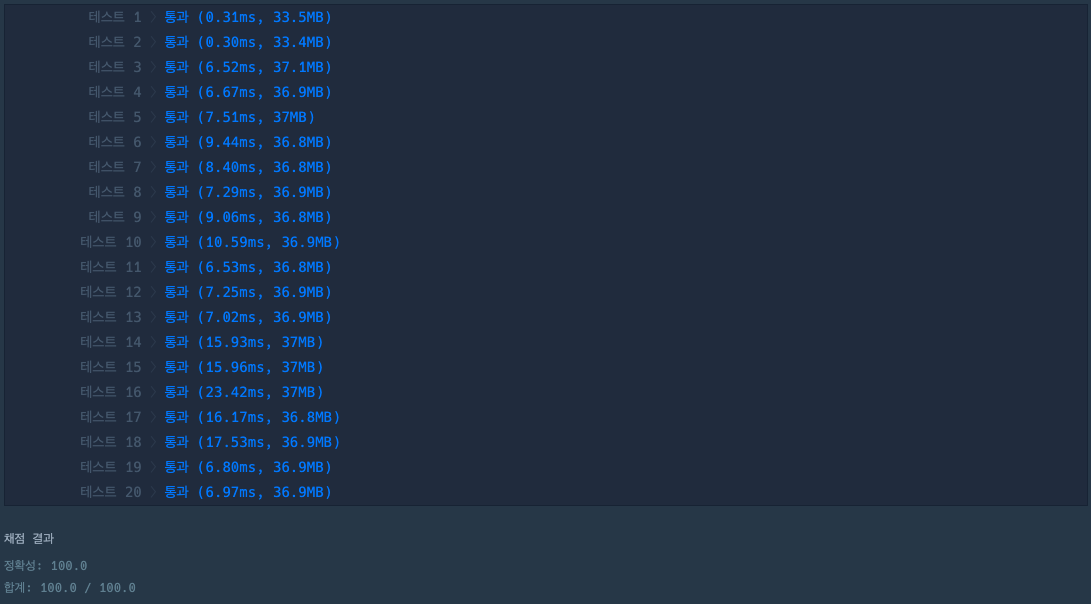 테스트 1 > 통과 (0.31ms, 33.5MB)
테스트 2 > 통과 (0.30ms, 33.4MB)
테스트 3 > 통과 (6.52ms, 37.1MB)
테스트 4 > 통과 (6.67ms, 36.9MB)
테스트 5 > 통과 (7.51ms, 37MB)
테스트 6 > 통과 (9.44ms, 36.8MB)
테스트 7 > 통과 (8.40ms, 36.8MB)
테스트 8 > 통과 (7.29ms, 36.9MB)
테스트 9 > 통과 (9.06ms, 36.8MB)
테스트 10 > 통과 (10.59ms, 36.9MB)
테스트 11 > 통과 (6.53ms, 36.8MB)
테스트 12 > 통과 (7.25ms, 36.9MB)
테스트 13 > 통과 (7.02ms, 36.9MB)
테스트 14 > 통과 (15.93ms, 37MB)
테스트 15 > 통과 (15.96ms, 37MB)
테스트 16 > 통과 (23.42ms, 37MB)
테스트 17 > 통과 (16.17ms, 36.8MB)
테스트 18 > 통과 (17.53ms, 36.9MB)
테스트 19 > 통과 (6.80ms, 36.9MB)
테스트 20 > 통과 (6.97ms, 36.9MB)
채점 결과
정확성: 100.0
합계: 100.0 / 100.0